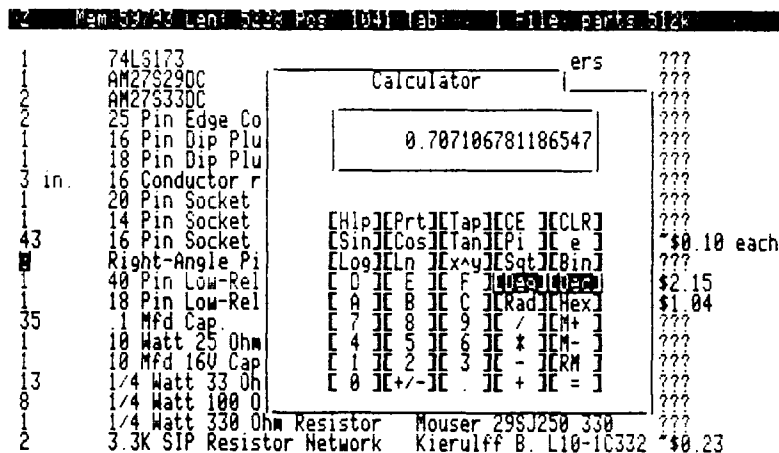 Mem 59/93 Len: 5233 Pos: 1041 Tab: 1 File: parts 512k
1 74LS173 ers ???
1 AM27S29DC ???
2 AM27S33DC ???
2 25 Pin Edge Co ???
1 16 Pin Dip Plu ???
1 18 Pin Dip Plu ???
3 in. 16 Conductor r ???
1 20 Pin Socket ???
1 14 Pin Socket ???
43 16 Pin Socket ~$0.10 each
Right-Angle Pi ???
1 40 Pin Low-Rel $2.15
1 18 Pin Low-Rel $1.04
35 .1 Mfd Cap. ???
1 10 Watt 25 Ohm ???
1 10 Mfd 16V Cap ???
13 1/4 Watt 33 Oh ???
8 1/4 Watt 100 O ???
1 1/4 Watt 330 Ohm Resistor Mouser 29SJ250 330 ???
2 3.3K SIP Resistor Network Kierulff B. L10-1C332 ~$0.23
Calculator
0.707106781186547
[Hlp][Prt][Tap][CE ][CLR]
[Sin][Cos][Tan][Pi ][ e ]
[Log][Ln ][x^y][Sqt][Bin]
[ D ][ E ][ F ][Deg][Dec]
[ A ][ B ][ C ][Rad][Hex]
[ 7 ][ 8 ][ 9 ][ / ][M+ ]
[ 4 ][ 5 ][ 6 ][ * ][M- ]
[ 1 ][ 2 ][ 3 ][ - ][RM ]
[ 0 ][+/-][ . ][ + ][ = ]